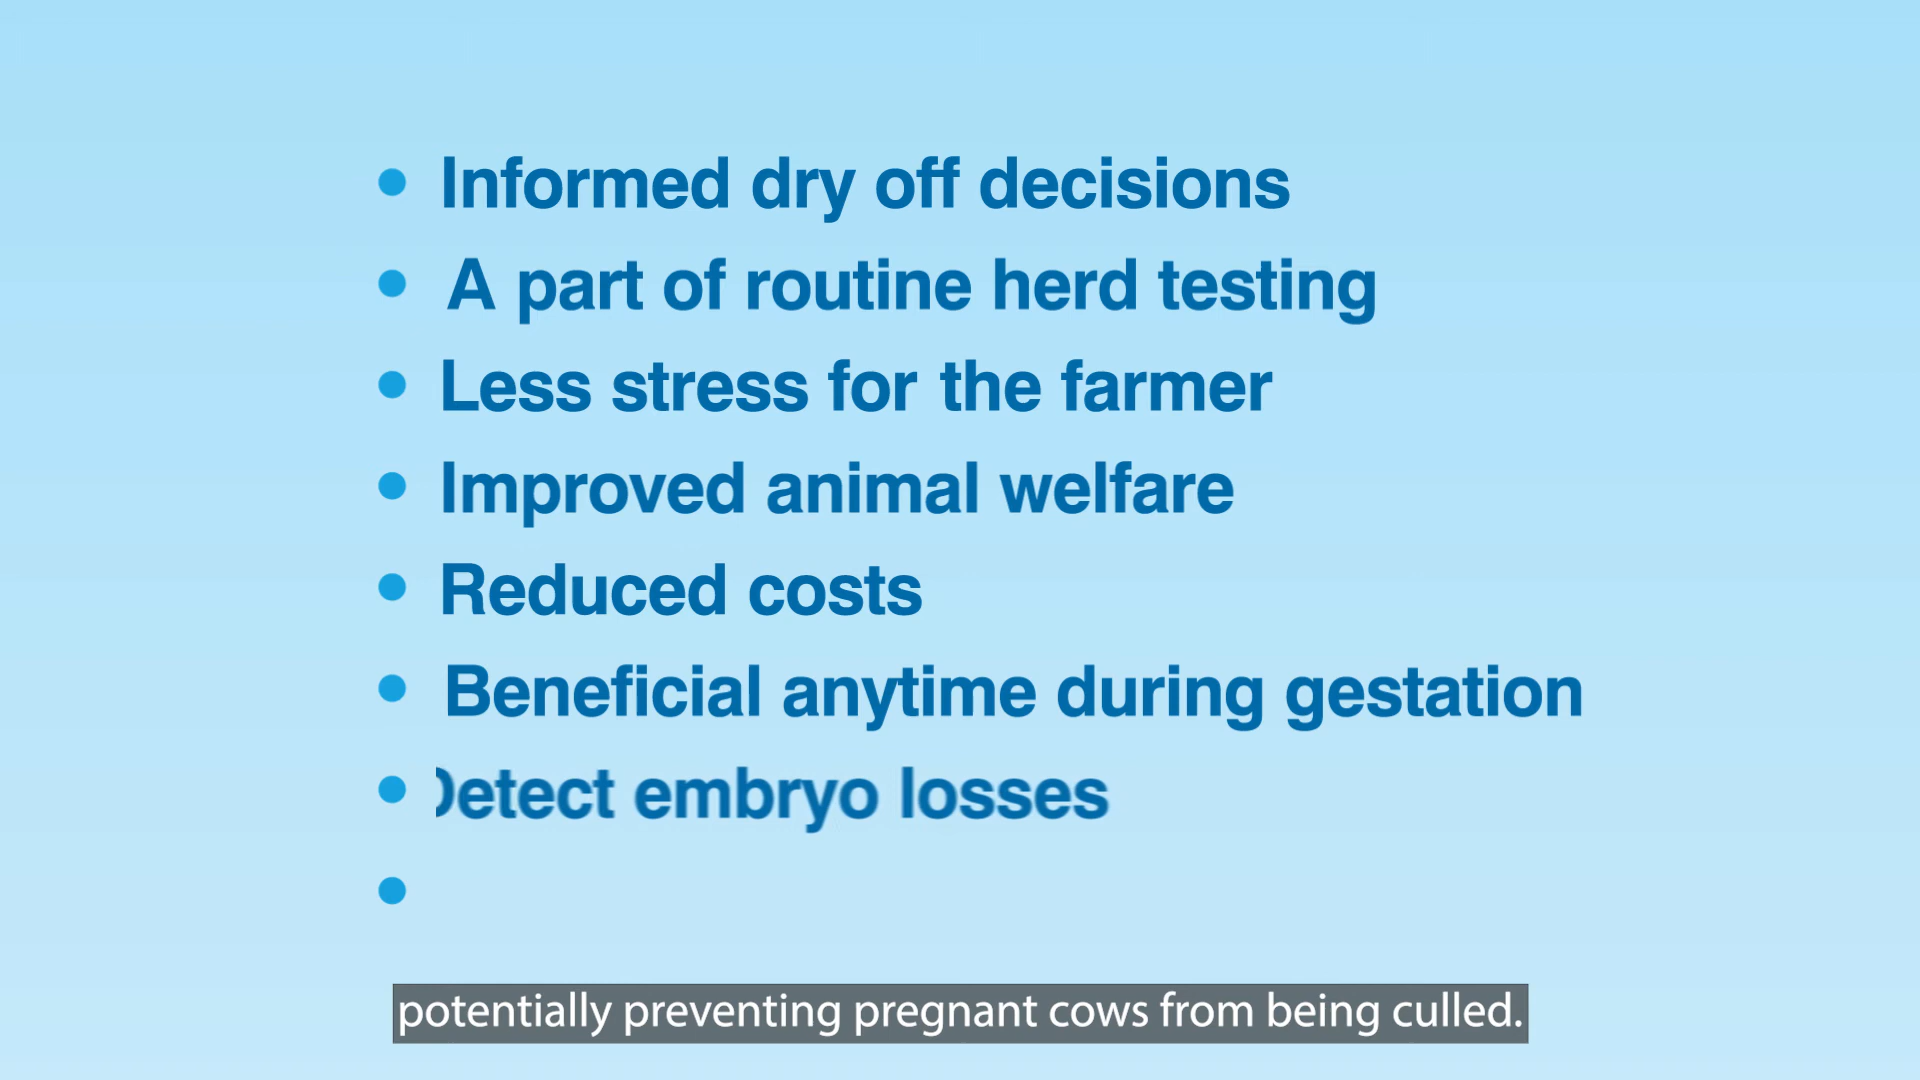 • Informed dry off decisions
• A part of routine herd testing
• Less stress for the farmer
• Improved animal welfare
• Reduced costs
• Beneficial anytime during gestation
• Detect embryo losses
•
potentially preventing pregnant cows from being culled.